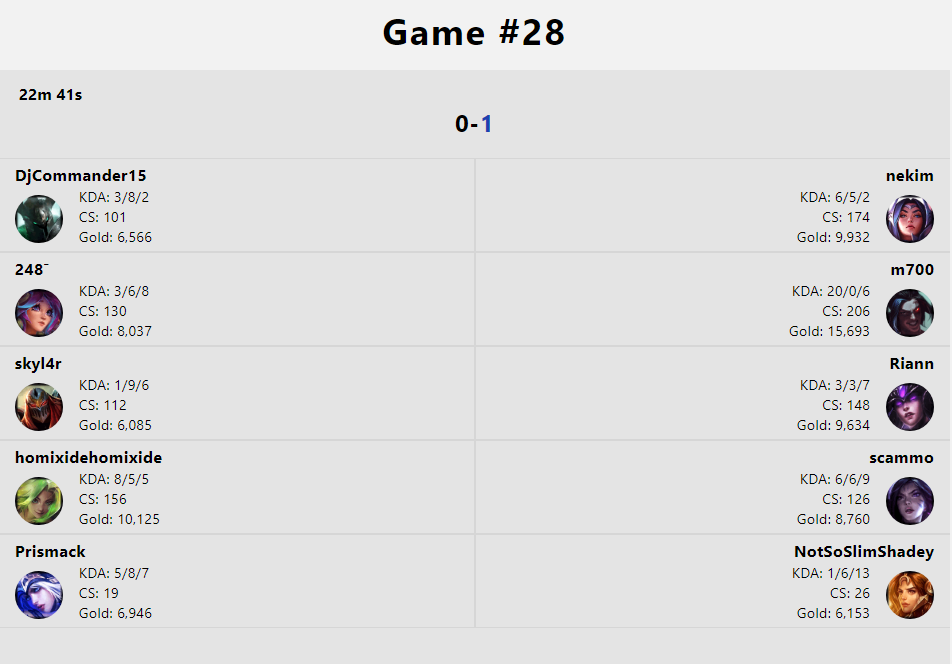 Game #28
22m 41s
0-1
DjCommander15
KDA: 3/8/2
CS: 101
Gold: 6,566
nekim
KDA: 6/5/2
CS: 174
Gold: 9,932
248¯
KDA: 3/6/8
CS: 130
Gold: 8,037
m700
KDA: 20/0/6
CS: 206
Gold: 15,693
skyl4r
KDA: 1/9/6
CS: 112
Gold: 6,085
Riann
KDA: 3/3/7
CS: 148
Gold: 9,634
homixidehomixide
KDA: 8/5/5
CS: 156
Gold: 10,125
scammo
KDA: 6/6/9
CS: 126
Gold: 8,760
Prismack
KDA: 5/8/7
CS: 19
Gold: 6,946
NotSoSlimShadey
KDA: 1/6/13
CS: 26
Gold: 6,153